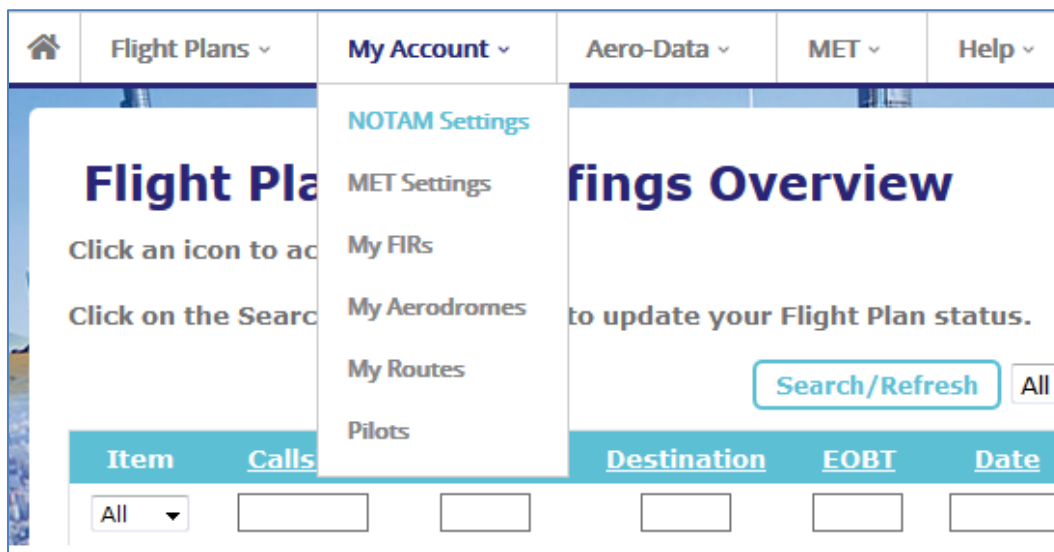 Flight Plans My Account Aero-Data MET Help
NOTAM Settings
MET Settings
My FIRs
My Aerodromes
My Routes
Pilots
Flight Pla fings Overview
Click an icon to ac
Click on the Searc to update your Flight Plan status.
Search/Refresh All
Item Calls Destination EOBT Date
All